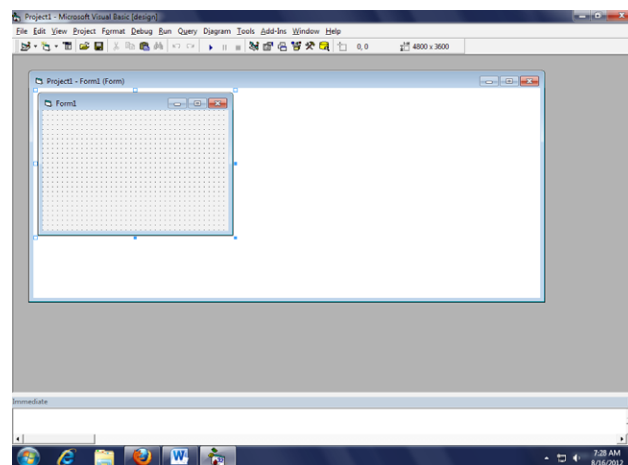 Project1 - Microsoft Visual Basic [design]
File Edit View Project Format Debug Run Query Diagram Tools Add-Ins Window Help
0, 0 4800 x 3600
Project1 - Form1 (Form)
Form1
Immediate
7:28 AM
8/16/2012